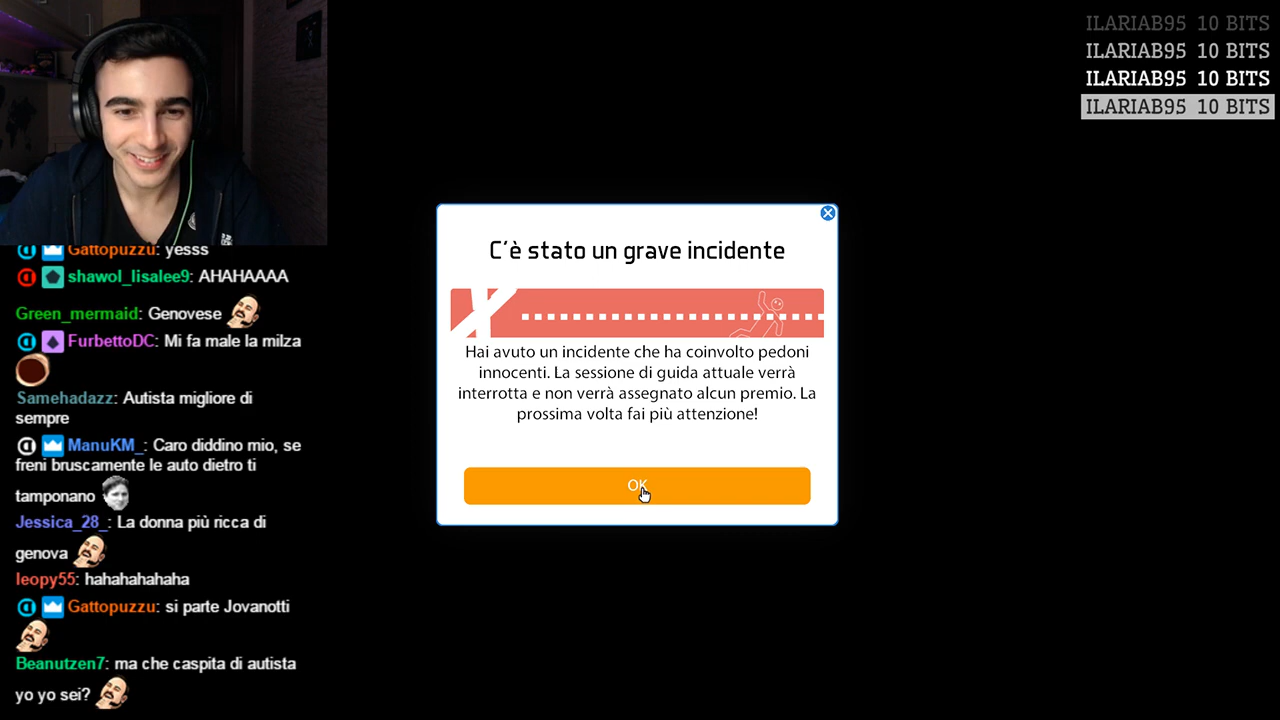 ILARIAB95 10 BITS
ILARIAB95 10 BITS
ILARIAB95 10 BITS
ILARIAB95 10 BITS
Gattopuzzu: yesss
shawol_lisalee9: AHAHAAAA
Green_mermaid: Genovese
FurbettoDC: Mi fa male la milza
Samehadazz: Autista migliore di
sempre
ManuKM_: Caro diddino mio, se
freni bruscamente le auto dietro ti
tamponano
Jessica_28_: La donna più ricca di
genova
leopy55: hahahahahaha
Gattopuzzu: si parte Jovanotti
Beanutzen7: ma che caspita di autista
yo yo sei?
C'è stato un grave incidente
Hai avuto un incidente che ha coinvolto pedoni
innocenti. La sessione di guida attuale verrà
interrotta e non verrà assegnato alcun premio. La
prossima volta fai più attenzione!
OK